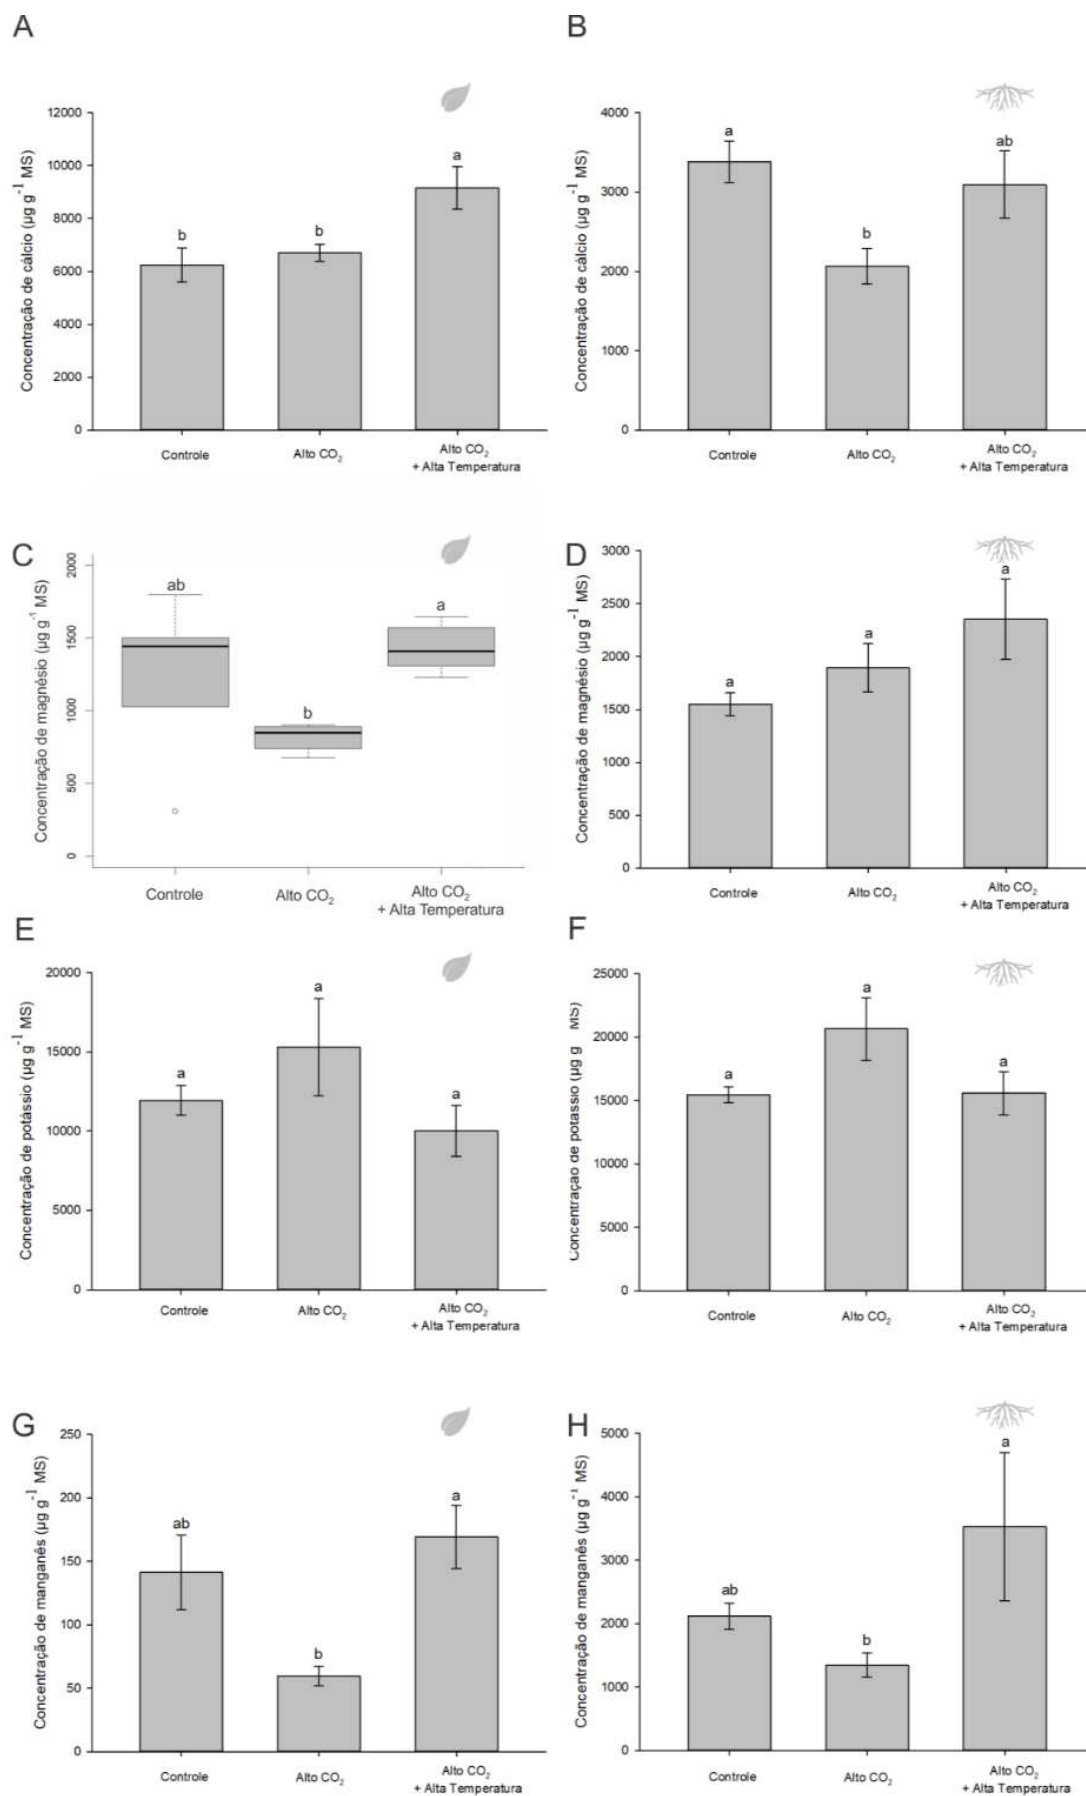 A
Concentração de cálcio (µg g⁻¹ MS)
12000
10000
8000
6000
4000
2000
0
b
b
a
Controle
Alto CO₂
Alto CO₂
+ Alta Temperatura
B
Concentração de cálcio (µg g⁻¹ MS)
4000
3000
2000
1000
0
a
b
ab
Controle
Alto CO₂
Alto CO₂
+ Alta Temperatura
C
Concentração de magnésio (µg g⁻¹ MS)
2000
1500
1000
500
0
ab
b
a
Controle
Alto CO₂
Alto CO₂
+ Alta Temperatura
D
Concentração de magnésio (µg g⁻¹ MS)
3000
2500
2000
1500
1000
500
0
a
a
a
Controle
Alto CO₂
Alto CO₂
+ Alta Temperatura
E
Concentração de potássio (µg g⁻¹ MS)
20000
15000
10000
5000
0
a
a
a
Controle
Alto CO₂
Alto CO₂
+ Alta Temperatura
F
Concentração de potássio (µg g MS)
25000
20000
15000
10000
5000
0
a
a
a
Controle
Alto CO₂
Alto CO₂
+ Alta Temperatura
G
Concentração de manganês (µg g⁻¹ MS)
250
200
150
100
50
0
ab
b
a
Controle
Alto CO₂
Alto CO₂
+ Alta Temperatura
H
Concentração de manganês (µg g⁻¹ MS)
5000
4000
3000
2000
1000
0
ab
b
a
Controle
Alto CO₂
Alto CO₂
+ Alta Temperatura